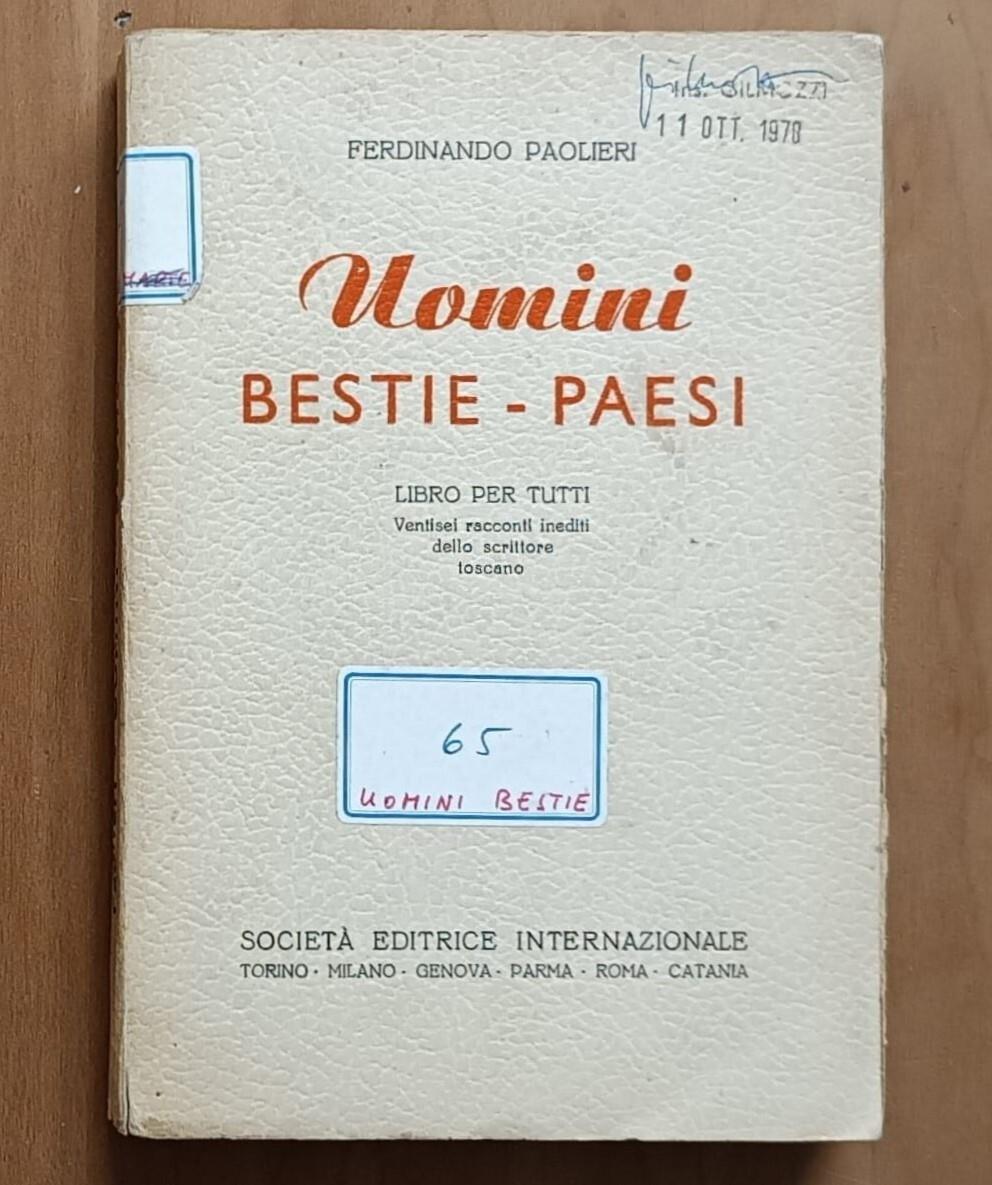 11 OTT. 1978
FERDINANDO PAOLIERI
Uomini
BESTIE - PAESI
LIBRO PER TUTTI
Ventisei racconti inediti
dello scrittore
toscano
65
UOMINI BESTIE
SOCIETÀ EDITRICE INTERNAZIONALE
TORINO · MILANO · GENOVA · PARMA · ROMA · CATANIA